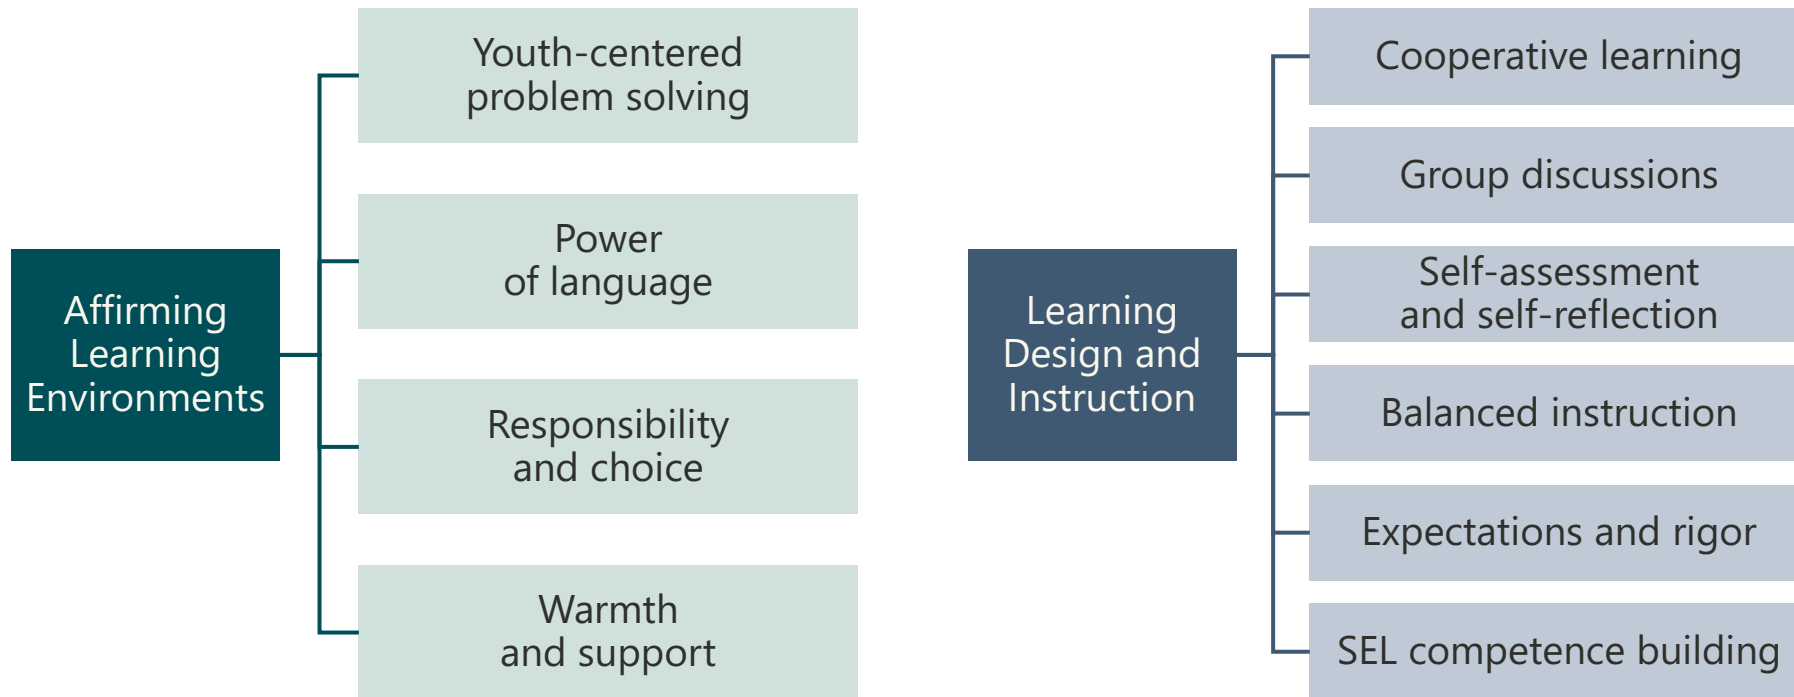 Affirming
Learning
Environments
Youth-centered
problem solving
Power
of language
Responsibility
and choice
Warmth
and support
Learning
Design and
Instruction
Cooperative learning
Group discussions
Self-assessment
and self-reflection
Balanced instruction
Expectations and rigor
SEL competence building